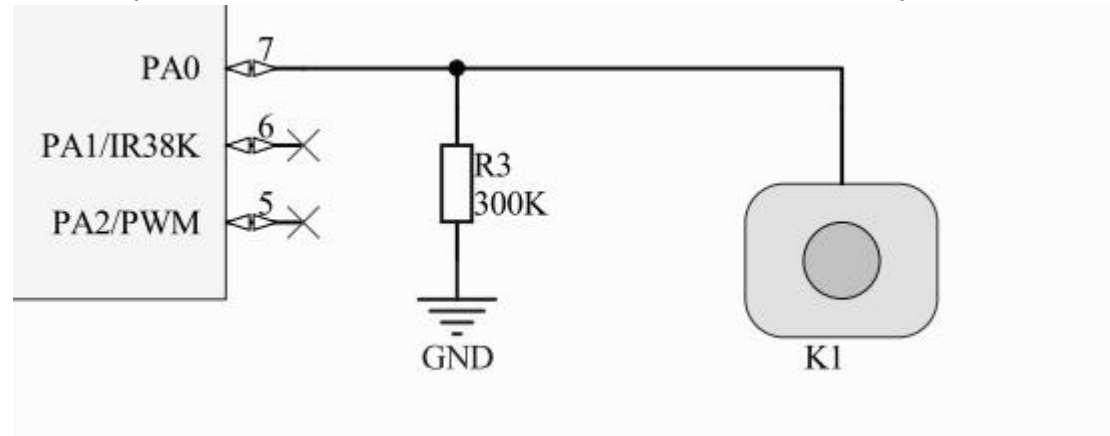 PA0
7
PA1/IR38K
6
PA2/PWM
5
R3
300K
GND
K1